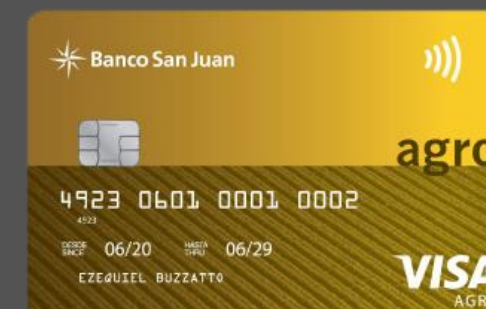 Banco San Juan
agro
4923 0601 0001 0002
4923
DESDE SINCE 06/20 HASTA THRU 06/29
EZEQUIEL BUZZATTO
VISA
AGR